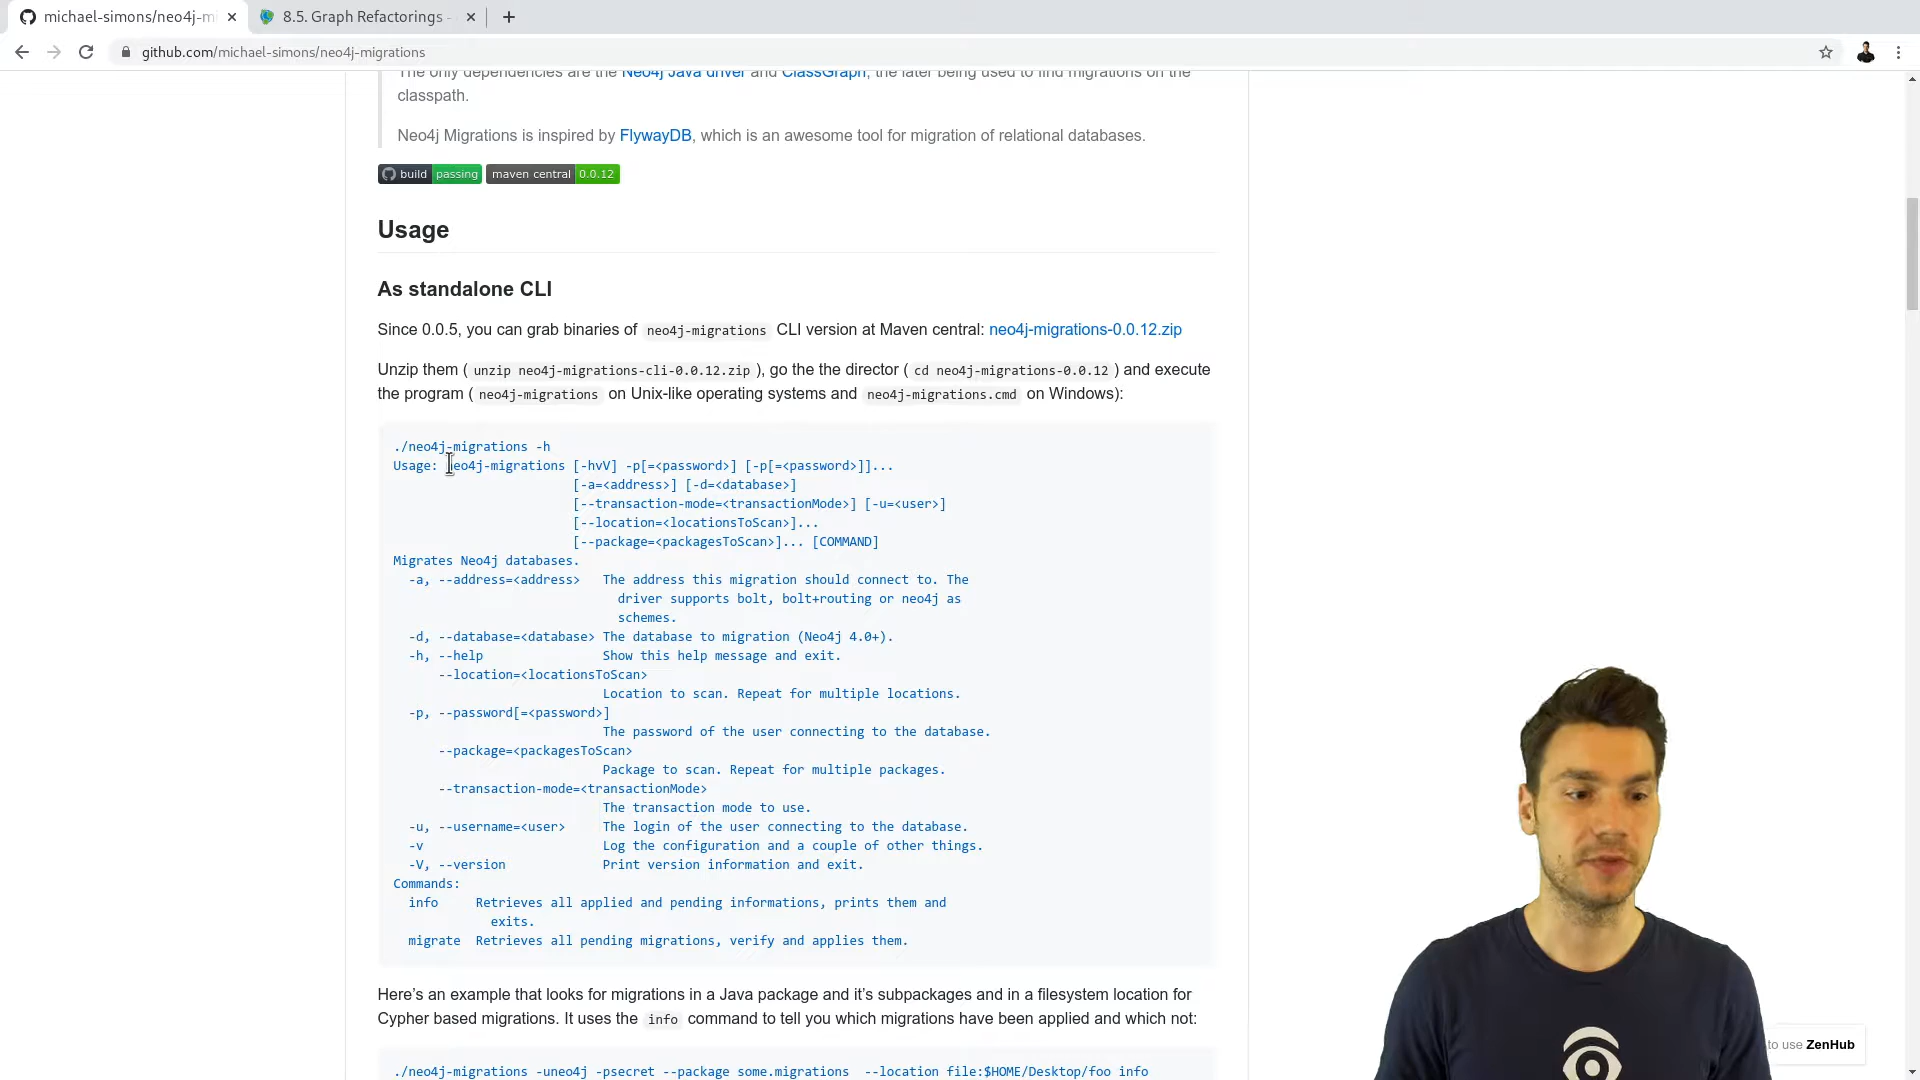 michael-simons/neo4j-mi
8.5. Graph Refactorings -
github.com/michael-simons/neo4j-migrations
The only dependencies are the Neo4j Java driver and ClassGraph, the later being used to find migrations on the
classpath.
Neo4j Migrations is inspired by FlywayDB, which is an awesome tool for migration of relational databases.
build passing maven central 0.0.12
Usage
As standalone CLI
Since 0.0.5, you can grab binaries of neo4j-migrations CLI version at Maven central: neo4j-migrations-0.0.12.zip
Unzip them ( unzip neo4j-migrations-cli-0.0.12.zip ), go the the director ( cd neo4j-migrations-0.0.12 ) and execute
the program ( neo4j-migrations on Unix-like operating systems and neo4j-migrations.cmd on Windows):
./neo4j-migrations -h
Usage: neo4j-migrations [-hvV] -p[=<password>] [-p[=<password>]]...
[-a=<address>] [-d=<database>]
[--transaction-mode=<transactionMode>] [-u=<user>]
[--location=<locationsToScan>]...
[--package=<packagesToScan>]... [COMMAND]
Migrates Neo4j databases.
-a, --address=<address> The address this migration should connect to. The
driver supports bolt, bolt+routing or neo4j as
schemes.
-d, --database=<database> The database to migration (Neo4j 4.0+).
-h, --help Show this help message and exit.
--location=<locationsToScan>
Location to scan. Repeat for multiple locations.
-p, --password[=<password>]
The password of the user connecting to the database.
--package=<packagesToScan>
Package to scan. Repeat for multiple packages.
--transaction-mode=<transactionMode>
The transaction mode to use.
-u, --username=<user> The login of the user connecting to the database.
-v Log the configuration and a couple of other things.
-V, --version Print version information and exit.
Commands:
info Retrieves all applied and pending informations, prints them and
exits.
migrate Retrieves all pending migrations, verify and applies them.
Here's an example that looks for migrations in a Java package and it's subpackages and in a filesystem location for
Cypher based migrations. It uses the info command to tell you which migrations have been applied and which not:
./neo4j-migrations -uneo4j -psecret --package some.migrations --location file:$HOME/Desktop/foo info
to use ZenHub